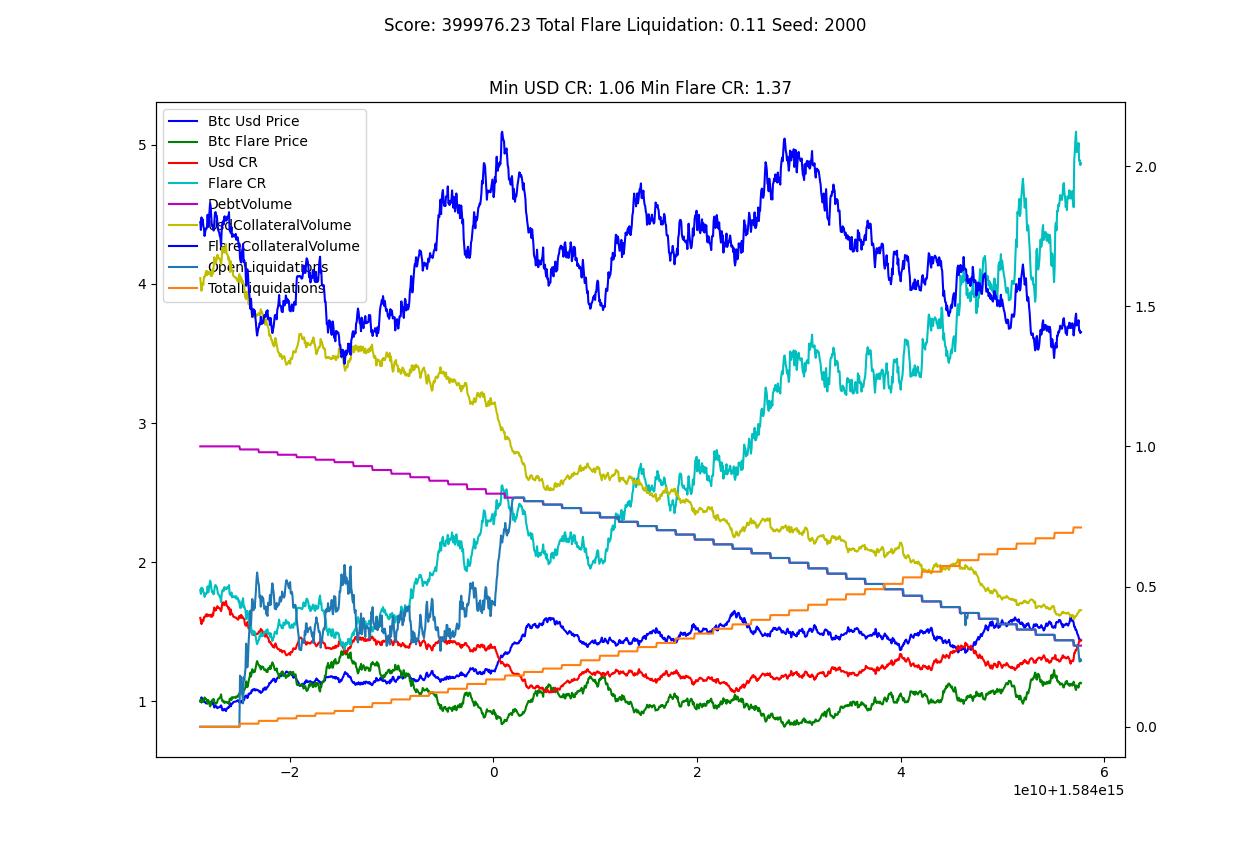 Score: 399976.23 Total Flare Liquidation: 0.11 Seed: 2000
Min USD CR: 1.06 Min Flare CR: 1.37
Btc Usd Price
Btc Flare Price
Usd CR
Flare CR
DebtVolume
UsdCollateralVolume
FlareCollateralVolume
OpenLiquidations
TotalLiquidations
5
4
3
2
1
2.0
1.5
1.0
0.5
0.0
−2
0
2
4
6
1e10+1.584e15